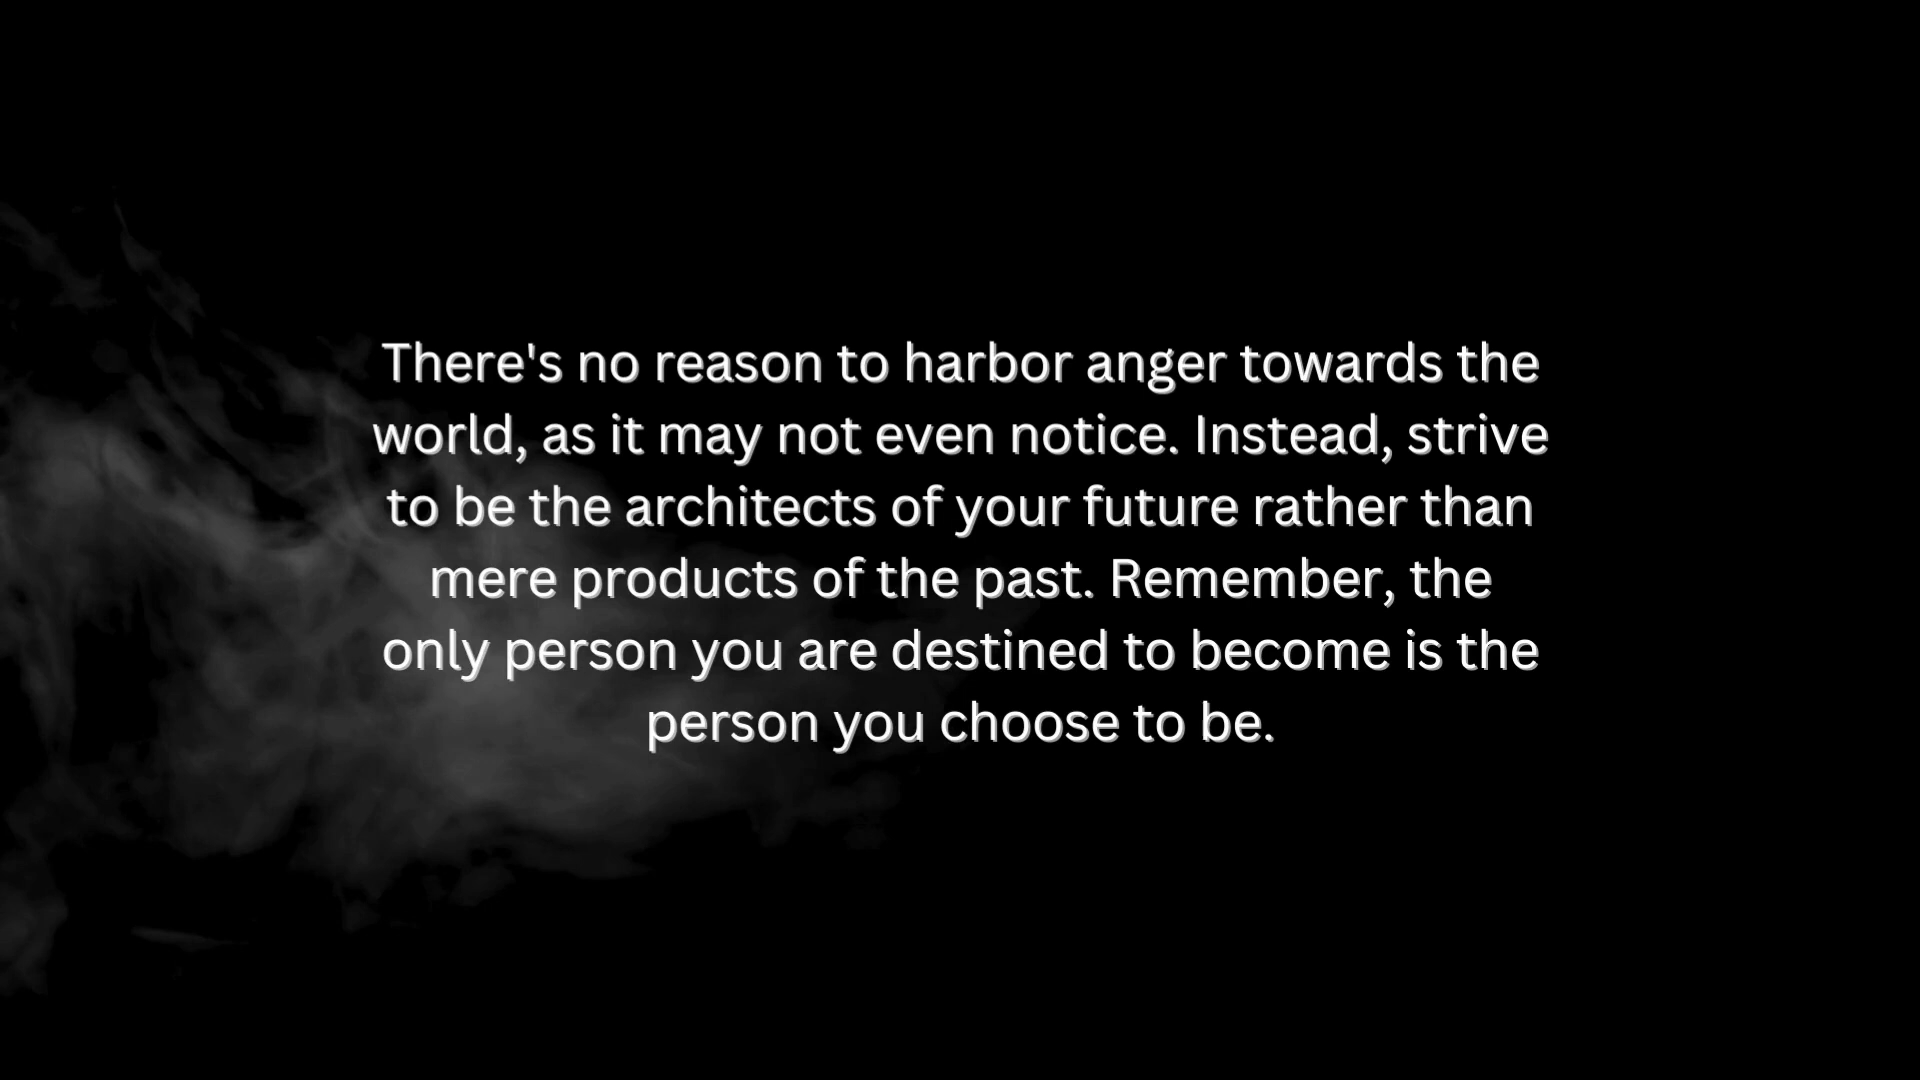 There's no reason to harbor anger towards the
world, as it may not even notice. Instead, strive
to be the architects of your future rather than
mere products of the past. Remember, the
only person you are destined to become is the
person you choose to be.